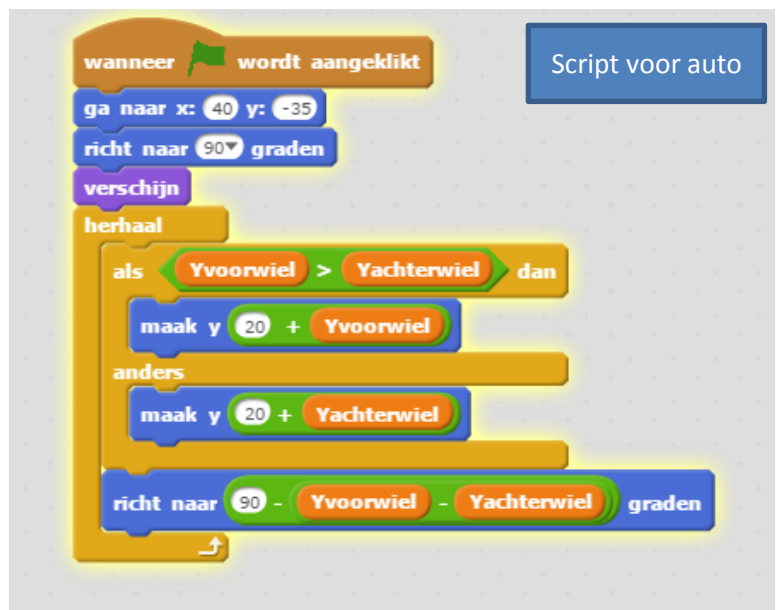 wanneer wordt aangeklikt
Script voor auto
ga naar x: 40 y: -35
richt naar 90 graden
verschijn
herhaal
als Yvoorwiel > Yachterwiel dan
maak y 20 + Yvoorwiel
anders
maak y 20 + Yachterwiel
richt naar 90 - Yvoorwiel - Yachterwiel graden